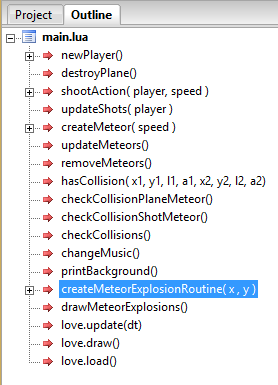 Project Outline
main.lua
newPlayer()
destroyPlane()
shootAction( player, speed )
updateShots( player )
createMeteor( speed )
updateMeteors()
removeMeteors()
hasCollision( x1, y1, l1, a1, x2, y2, l2, a2)
checkCollisionPlaneMeteor()
checkCollisionShotMeteor()
checkCollisions()
changeMusic()
printBackground()
createMeteorExplosionRoutine( x , y )
drawMeteorExplosions()
love.update(dt)
love.draw()
love.load()